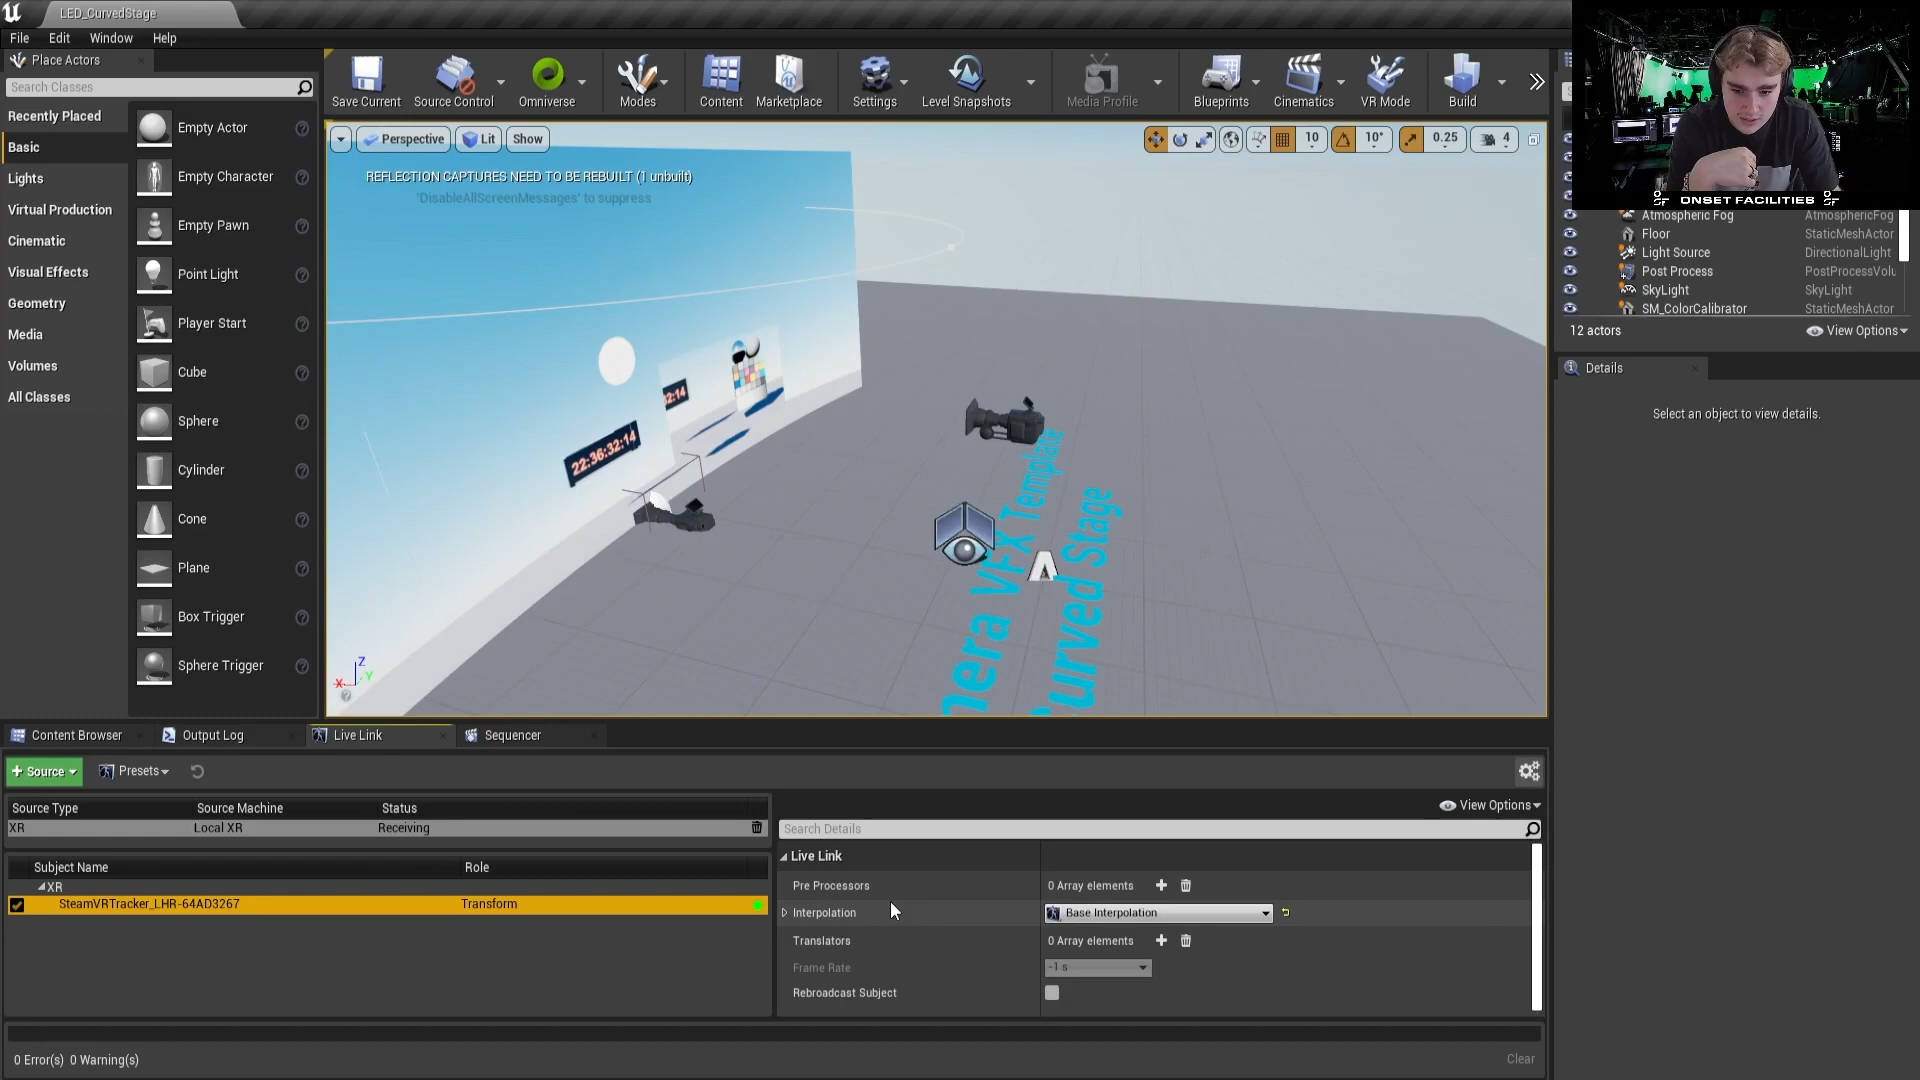 LED_CurvedStage
File Edit Window Help
Place Actors
Search Classes
Recently Placed
Basic
Lights
Virtual Production
Cinematic
Visual Effects
Geometry
Media
Volumes
All Classes
Empty Actor
Empty Character
Empty Pawn
Point Light
Player Start
Cube
Sphere
Cylinder
Cone
Plane
Box Trigger
Sphere Trigger
Save Current
Source Control
Omniverse
Modes
Content
Marketplace
Settings
Level Snapshots
Media Profile
Blueprints
Cinematics
VR Mode
Build
Perspective Lit Show
10 10° 0.25 4
REFLECTION CAPTURES NEED TO BE REBUILT (1 unbuilt)
'DisableAllScreenMessages' to suppress
22:36:32:14
32:14
mera VFX Template
Curved Stage
Z
X Y
ONSET FACILITIES
Atmospheric Fog AtmosphericFog
Floor StaticMeshActor
Light Source DirectionalLight
Post Process PostProcessVolu
SkyLight SkyLight
SM_ColorCalibrator StaticMeshActor
12 actors
View Options
Details
Select an object to view details.
Content Browser
Output Log
Live Link
Sequencer
+ Source
Presets
Source Type Source Machine Status
XR Local XR Receiving
Subject Name Role
XR
SteamVRTracker_LHR-64AD3267 Transform
View Options
Search Details
Live Link
Pre Processors 0 Array elements
Interpolation Base Interpolation
Translators 0 Array elements
Frame Rate -1 s
Rebroadcast Subject
0 Error(s) 0 Warning(s)
Clear